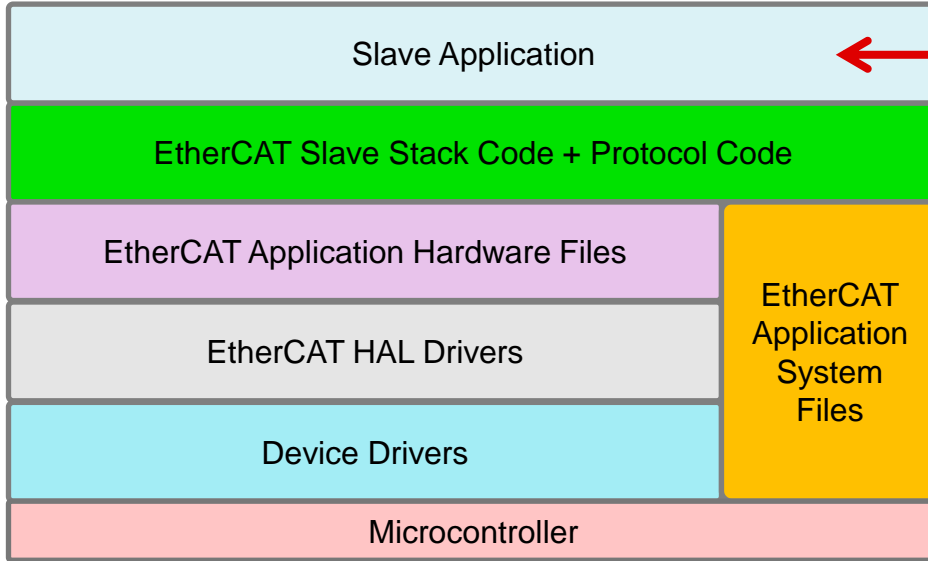 Slave Application
EtherCAT Slave Stack Code + Protocol Code
EtherCAT Application Hardware Files
EtherCAT HAL Drivers
Device Drivers
EtherCAT
Application
System
Files
Microcontroller